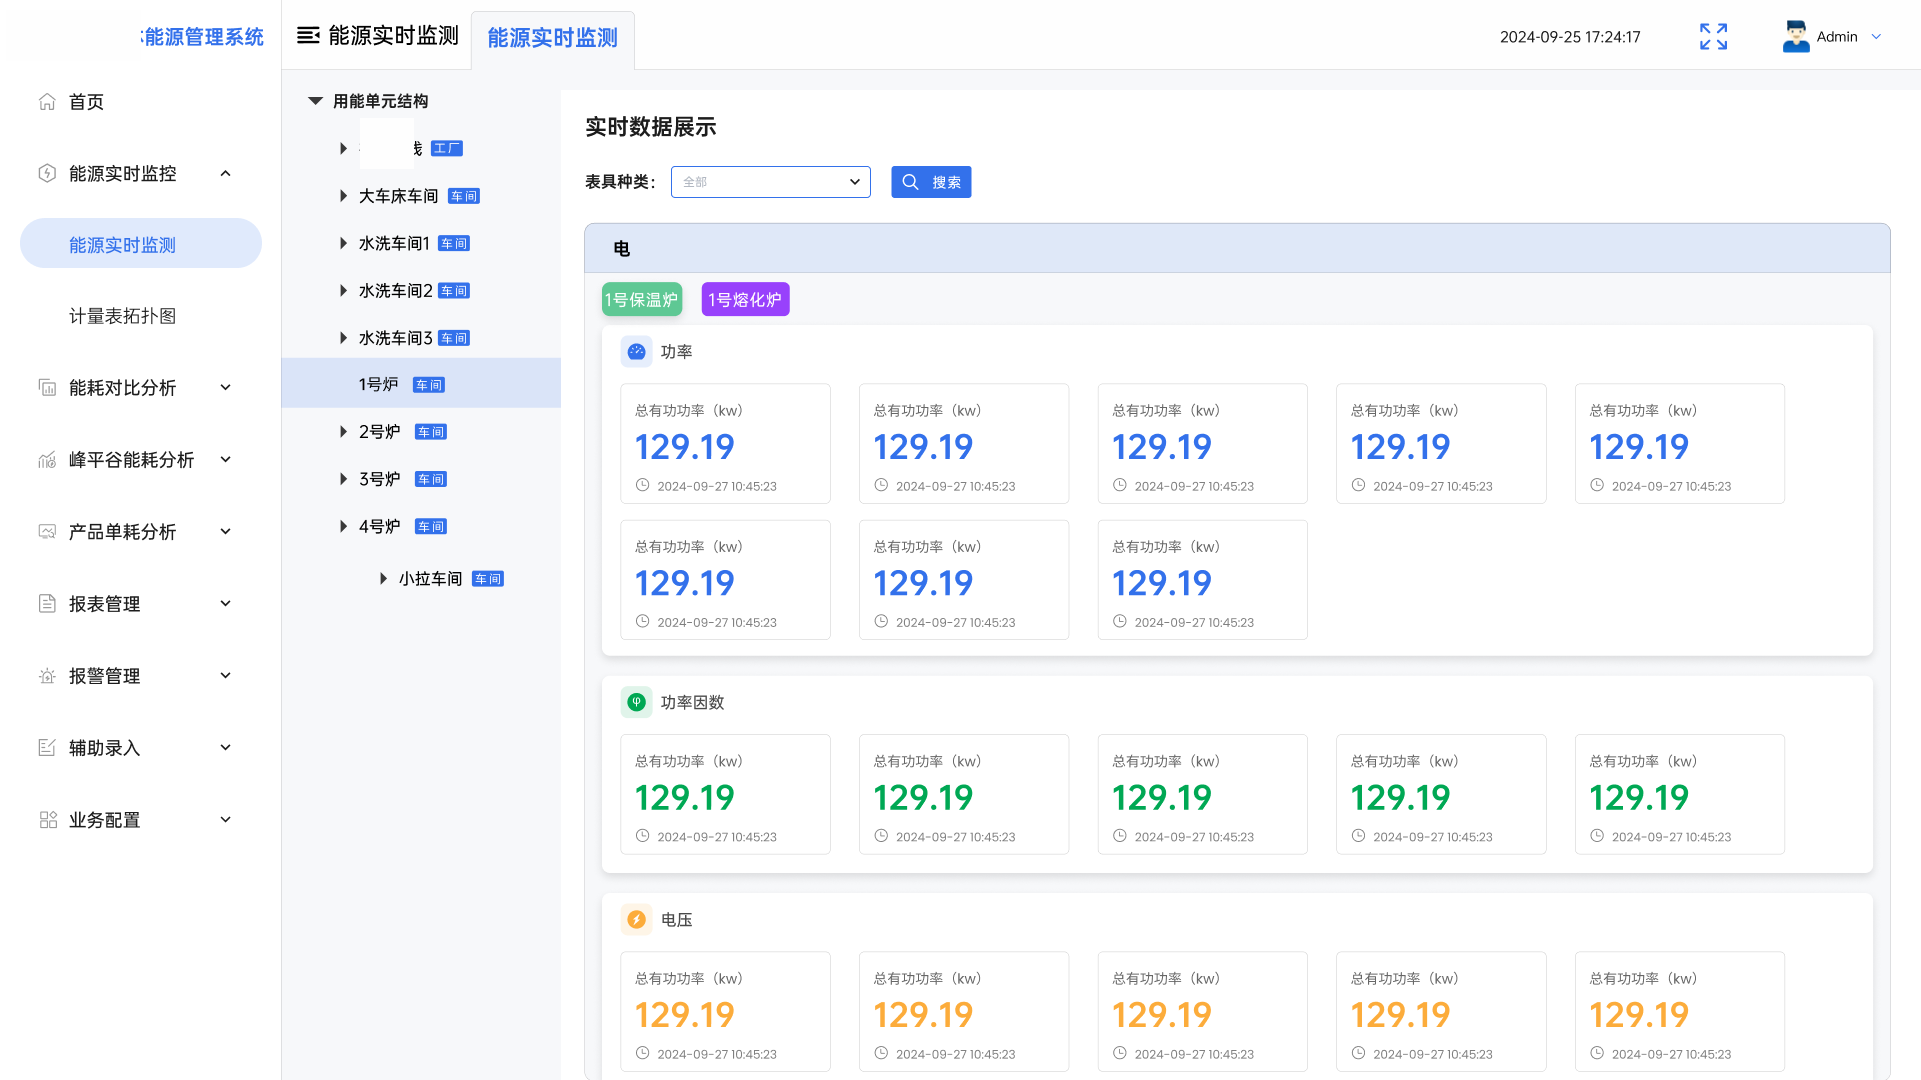 能源管理系统
首页
能源实时监控
能源实时监测
计量表拓扑图
能耗对比分析
峰平谷能耗分析
产品单耗分析
报表管理
报警管理
辅助录入
业务配置
能源实时监测
能源实时监测
2024-09-25 17:24:17
Admin
用能单元结构
线 工厂
大车床车间 车间
水洗车间1 车间
水洗车间2 车间
水洗车间3 车间
1号炉 车间
2号炉 车间
3号炉 车间
4号炉 车间
小拉车间 车间
实时数据展示
表具种类： 全部 搜索
电
1号保温炉 1号熔化炉
功率
总有功功率（kw） 总有功功率（kw） 总有功功率（kw） 总有功功率（kw） 总有功功率（kw）
129.19 129.19 129.19 129.19 129.19
2024-09-27 10:45:23 2024-09-27 10:45:23 2024-09-27 10:45:23 2024-09-27 10:45:23 2024-09-27 10:45:23
总有功功率（kw） 总有功功率（kw） 总有功功率（kw）
129.19 129.19 129.19
2024-09-27 10:45:23 2024-09-27 10:45:23 2024-09-27 10:45:23
功率因数
总有功功率（kw） 总有功功率（kw） 总有功功率（kw） 总有功功率（kw） 总有功功率（kw）
129.19 129.19 129.19 129.19 129.19
2024-09-27 10:45:23 2024-09-27 10:45:23 2024-09-27 10:45:23 2024-09-27 10:45:23 2024-09-27 10:45:23
电压
总有功功率（kw） 总有功功率（kw） 总有功功率（kw） 总有功功率（kw） 总有功功率（kw）
129.19 129.19 129.19 129.19 129.19
2024-09-27 10:45:23 2024-09-27 10:45:23 2024-09-27 10:45:23 2024-09-27 10:45:23 2024-09-27 10:45:23